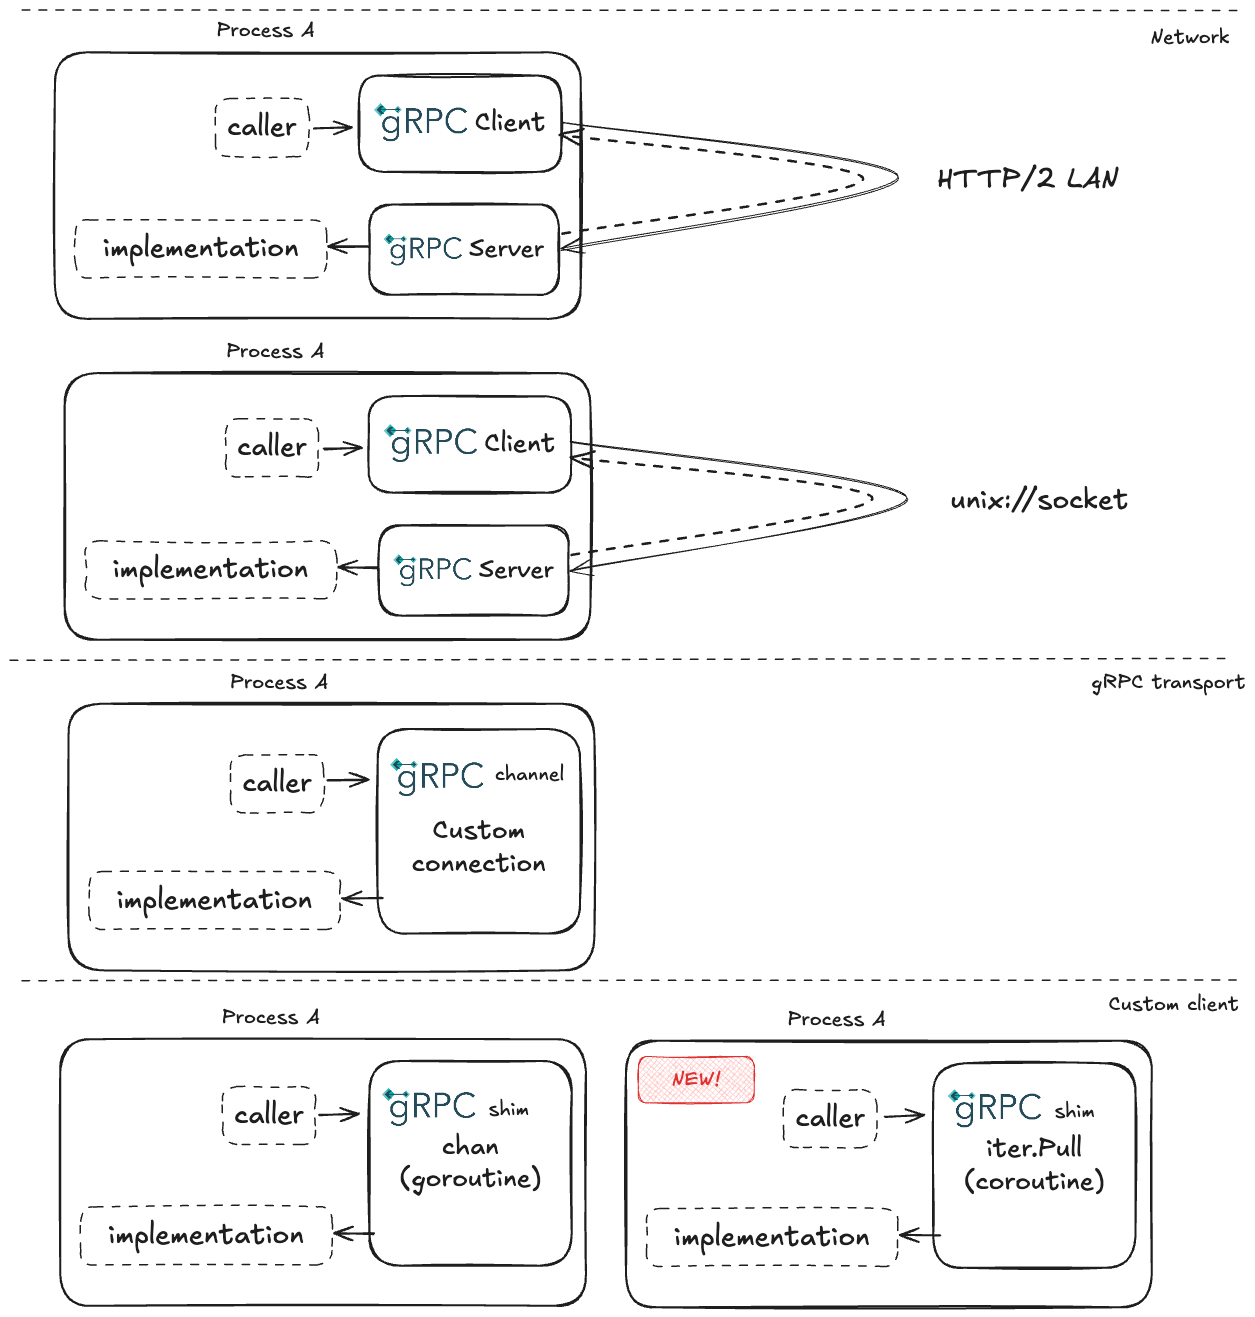 Process A
Network
caller
gRPC Client
HTTP/2 LAN
implementation
gRPC Server
Process A
caller
gRPC Client
unix://socket
implementation
gRPC Server
Process A
gRPC transport
caller
gRPC channel
Custom
connection
implementation
Custom client
Process A
caller
gRPC shim
chan
(goroutine)
implementation
Process A
NEW!
caller
gRPC shim
iter.Pull
(coroutine)
implementation